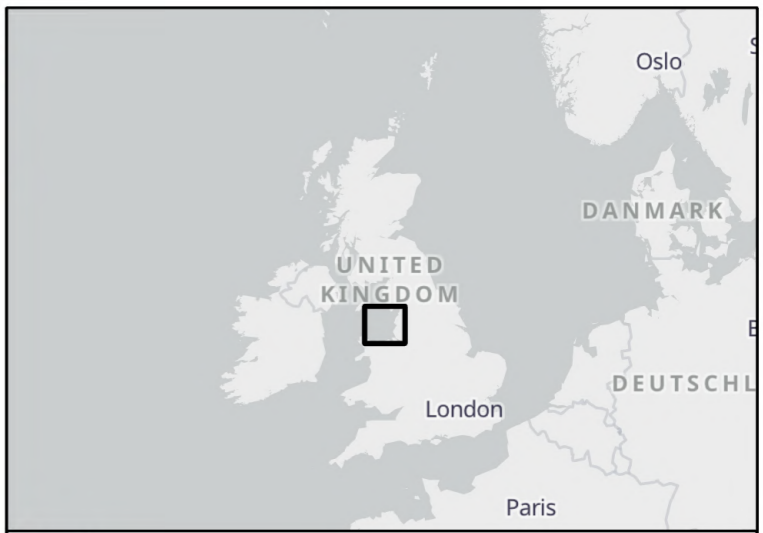 Oslo
DANMARK
UNITED
KINGDOM
DEUTSCHL
London
Paris